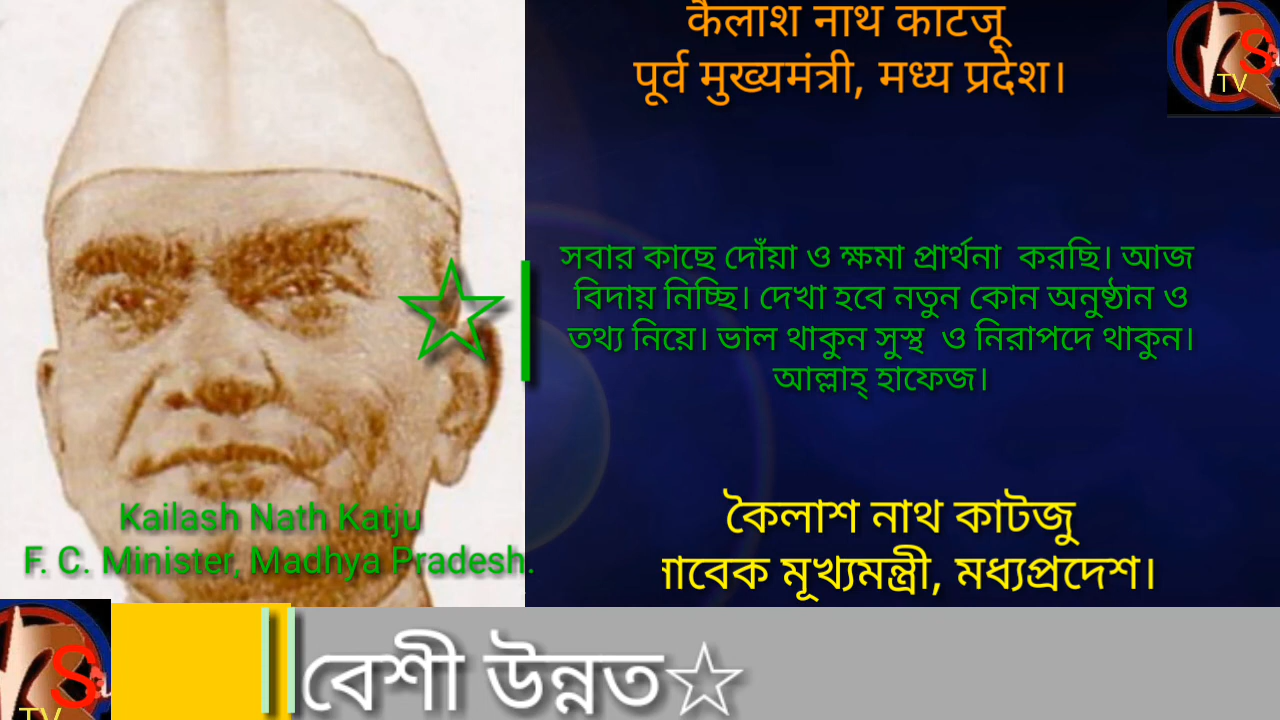 कैलाश नाथ काटजू
पूर्व मुख्यमंत्री, मध्य प्रदेश।
TV
সবার কাছে দোঁয়া ও ক্ষমা প্রার্থনা করছি। আজ
বিদায় নিচ্ছি। দেখা হবে নতুন কোন অনুষ্ঠান ও
তথ্য নিয়ে। ভাল থাকুন সুস্থ ও নিরাপদে থাকুন।
আল্লাহ্ হাফেজ।
Kailash Nath Katju
F. C. Minister, Madhya Pradesh.
কৈলাশ নাথ কাটজু
মূখ্যমন্ত্রী, মধ্যপ্রদেশ।
বেশী উন্নত☆
TV